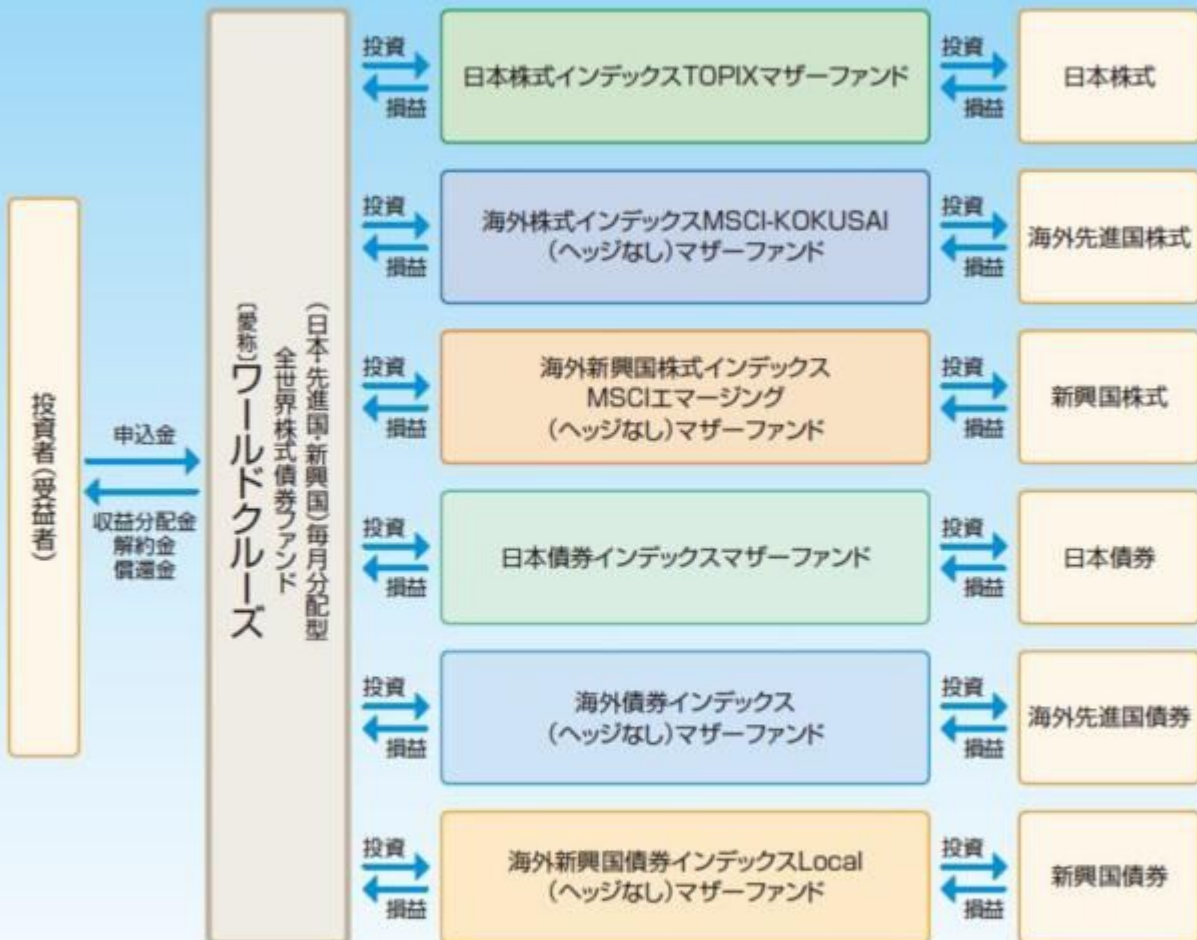 投資者(受益者)
申込金
収益分配金
解約金
償還金
(日本・先進国・新興国)毎月分配型
全世界株式債券ファンド
〔愛称〕ワールドクルーズ
投資
損益
日本株式インデックスTOPIXマザーファンド
投資
損益
日本株式
投資
損益
海外株式インデックスMSCI-KOKUSAI
(ヘッジなし)マザーファンド
投資
損益
海外先進国株式
投資
損益
海外新興国株式インデックス
MSCIエマージング
(ヘッジなし)マザーファンド
投資
損益
新興国株式
投資
損益
日本債券インデックスマザーファンド
投資
損益
日本債券
投資
損益
海外債券インデックス
(ヘッジなし)マザーファンド
投資
損益
海外先進国債券
投資
損益
海外新興国債券インデックスLocal
(ヘッジなし)マザーファンド
投資
損益
新興国債券